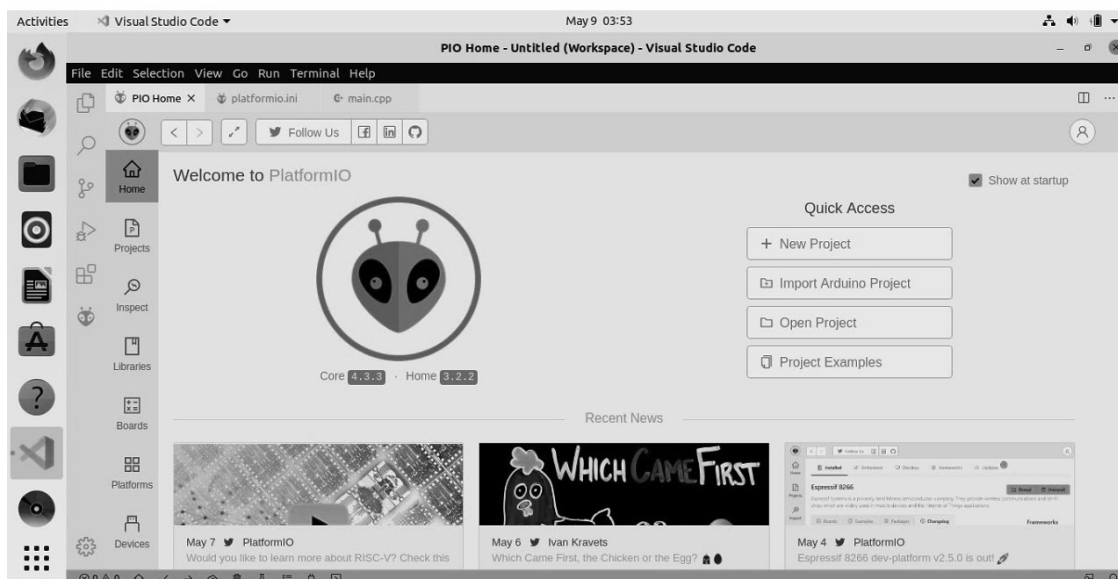 Activities Visual Studio Code May 9 03:53
PIO Home - Untitled (Workspace) - Visual Studio Code
File Edit Selection View Go Run Terminal Help
PIO Home platformio.ini main.cpp
Follow Us
Home
Projects
Inspect
Libraries
Boards
Platforms
Devices
Welcome to PlatformIO
Show at startup
Core 4.3.3 · Home 3.2.2
Quick Access
New Project
Import Arduino Project
Open Project
Project Examples
Recent News
May 7 PlatformIO
Would you like to learn more about RISC-V? Check this
WHICH CAME FIRST
May 6 Ivan Kravets
Which Came First, the Chicken or the Egg?
Espressif 8266
Frameworks
May 4 PlatformIO
Espressif 8266 dev-platform v2.5.0 is out!